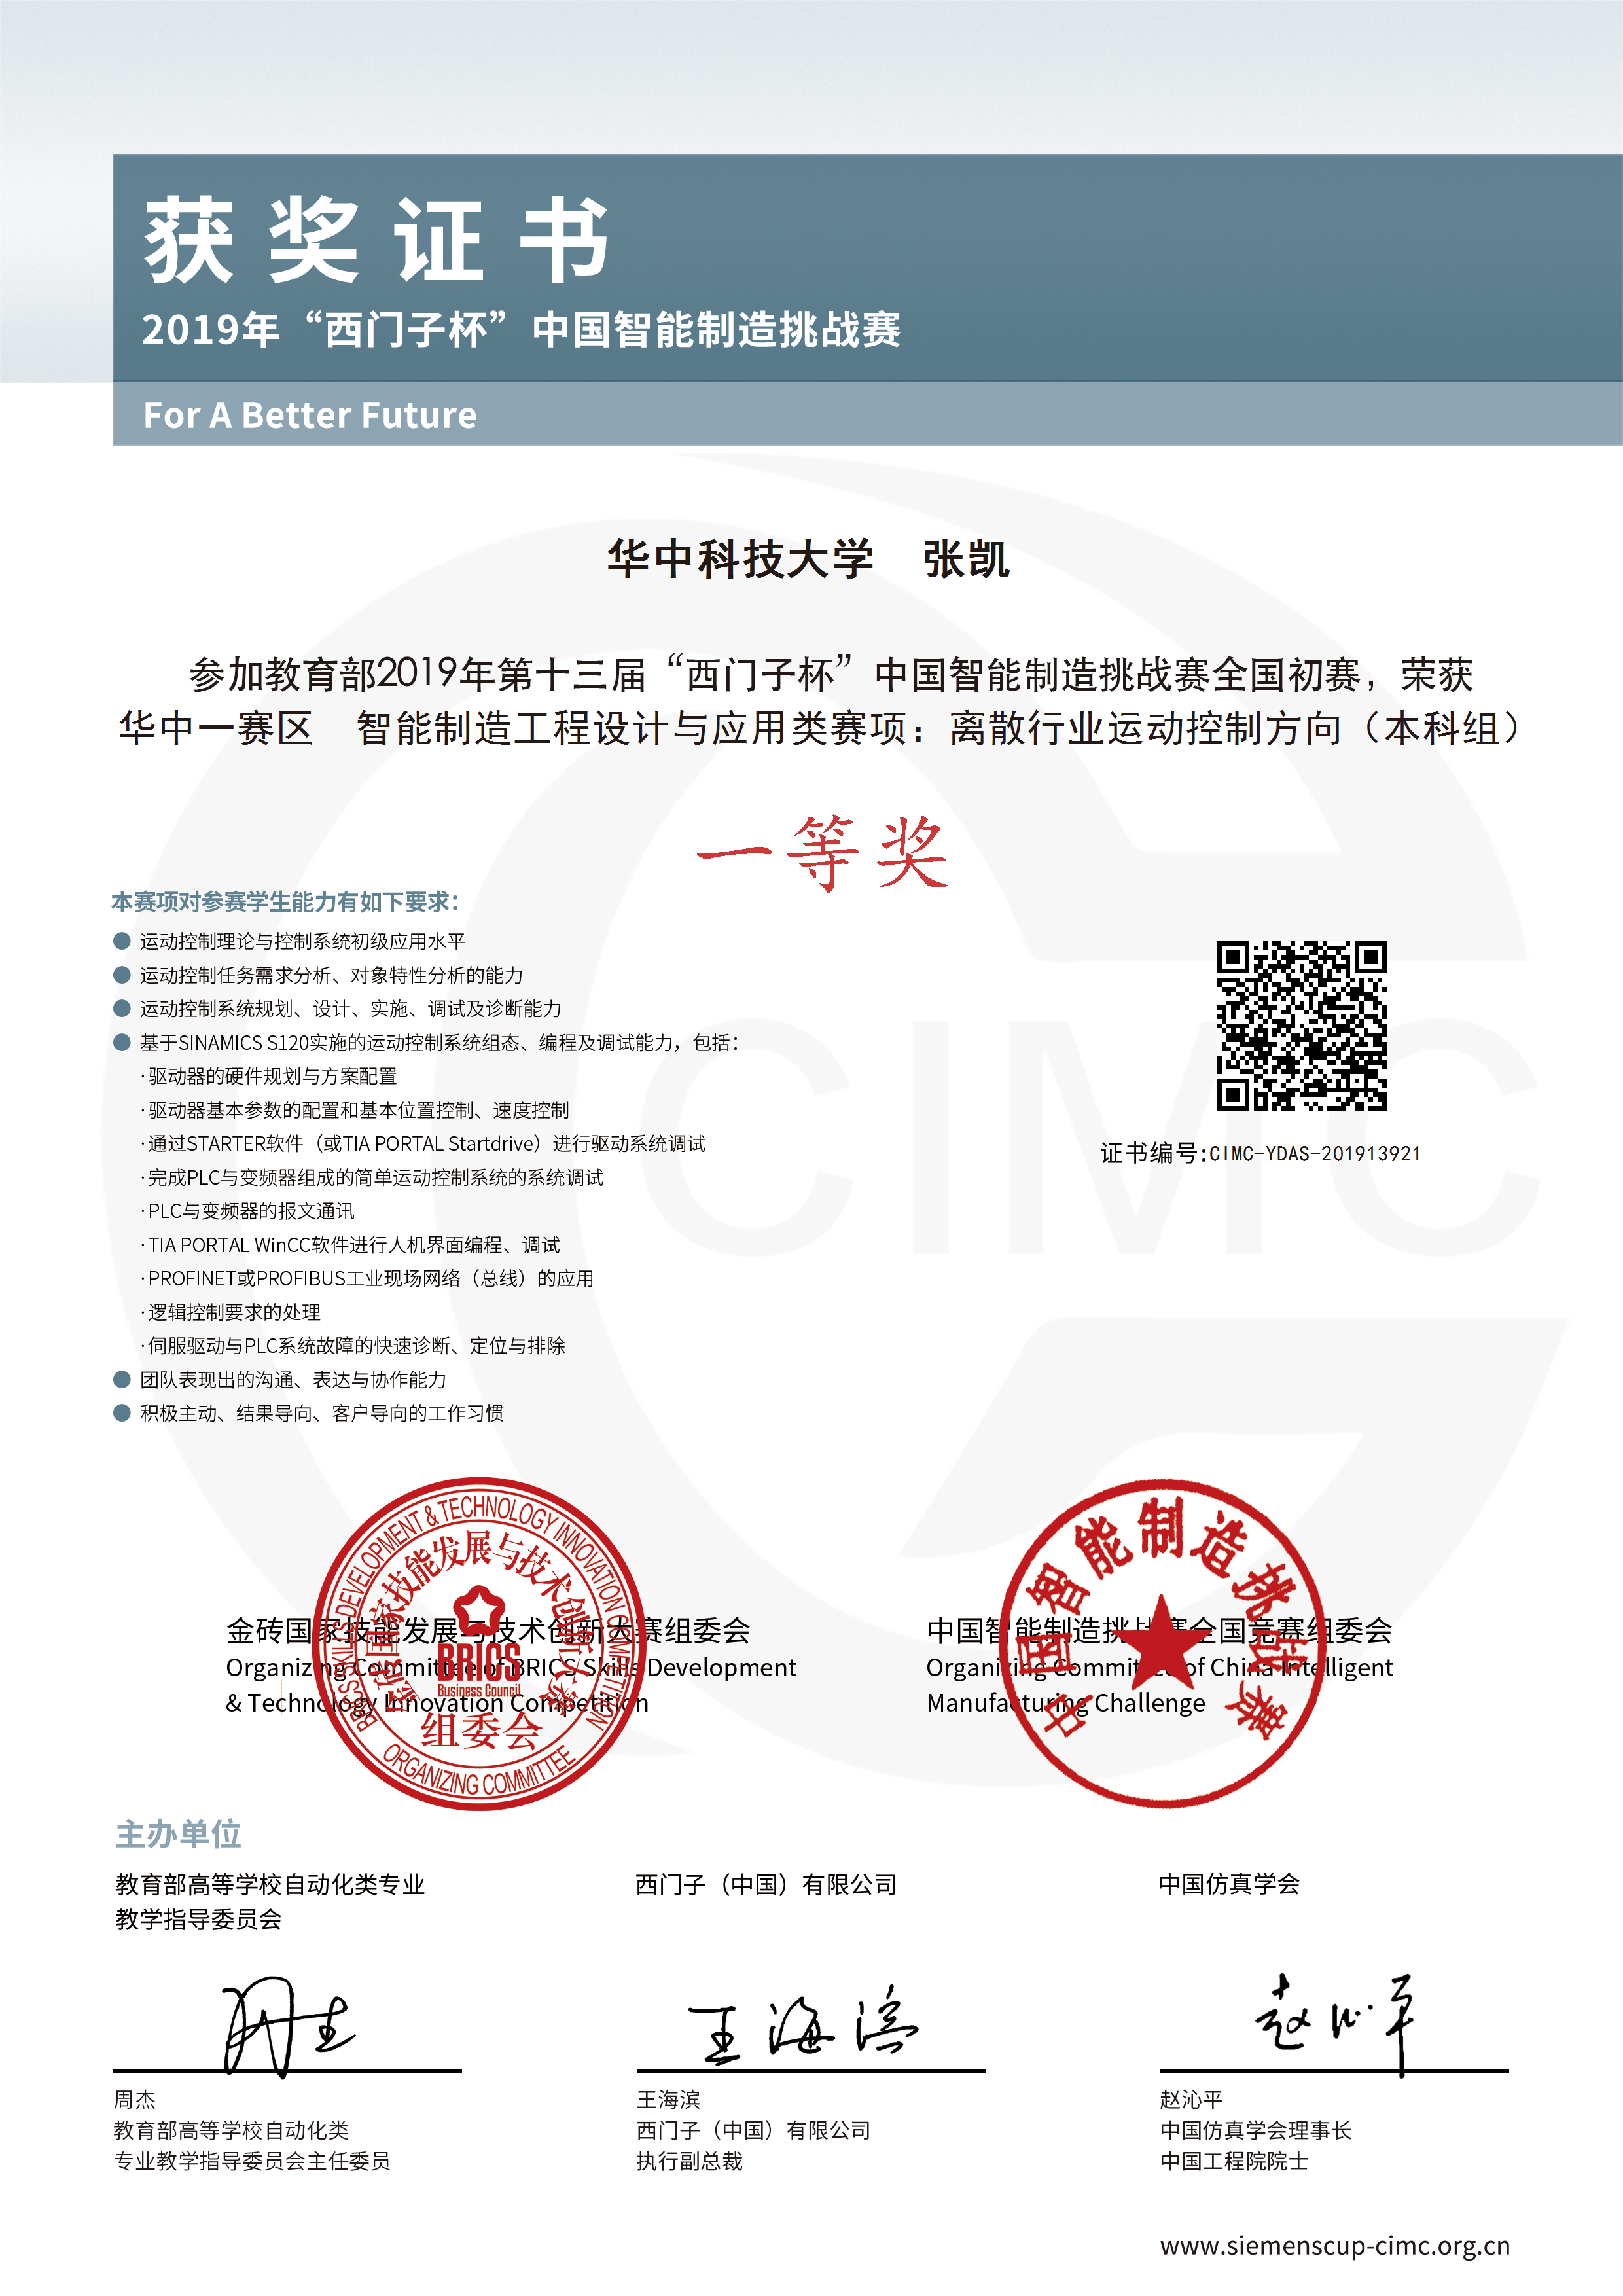 获奖证书
2019年“西门子杯”中国智能制造挑战赛
For A Better Future
华中科技大学 张凯
参加教育部2019年第十三届“西门子杯”中国智能制造挑战赛全国初赛，荣获
华中一赛区 智能制造工程设计与应用类赛项：离散行业运动控制方向（本科组）
一等奖
本赛项对参赛学生能力有如下要求：
运动控制理论与控制系统初级应用水平
运动控制任务需求分析、对象特性分析的能力
运动控制系统规划、设计、实施、调试及诊断能力
基于SINAMICS S120实施的运动控制系统组态、编程及调试能力，包括：
·驱动器的硬件规划与方案配置
·驱动器基本参数的配置和基本位置控制、速度控制
·通过STARTER软件（或TIA PORTAL Startdrive）进行驱动系统调试
·完成PLC与变频器组成的简单运动控制系统的系统调试
·PLC与变频器的报文通讯
·TIA PORTAL WinCC软件进行人机界面编程、调试
·PROFINET或PROFIBUS工业现场网络（总线）的应用
·逻辑控制要求的处理
·伺服驱动与PLC系统故障的快速诊断、定位与排除
团队表现出的沟通、表达与协作能力
积极主动、结果导向、客户导向的工作习惯
证书编号:CIMC-YDAS-201913921
CIMC
金砖国家技能发展与技术创新大赛组委会
Organizing Committee of BRICS Skills Development
& Technology Innovation Competition
BRICS SKILLS DEVELOPMENT & TECHNOLOGY INNOVATION COMPETITION
金砖国家技能发展与技术创新大赛
BRICS
Business Council
组委会
ORGANIZING COMMITTEE
中国智能制造挑战赛全国竞赛组委会
Organizing Committee of China Intelligent
Manufacturing Challenge
中国智能制造挑战赛
主办单位
教育部高等学校自动化类专业
教学指导委员会
西门子（中国）有限公司
中国仿真学会
周杰
王海滨
赵沁平
周杰
教育部高等学校自动化类
专业教学指导委员会主任委员
王海滨
西门子（中国）有限公司
执行副总裁
赵沁平
中国仿真学会理事长
中国工程院院士
www.siemenscup-cimc.org.cn